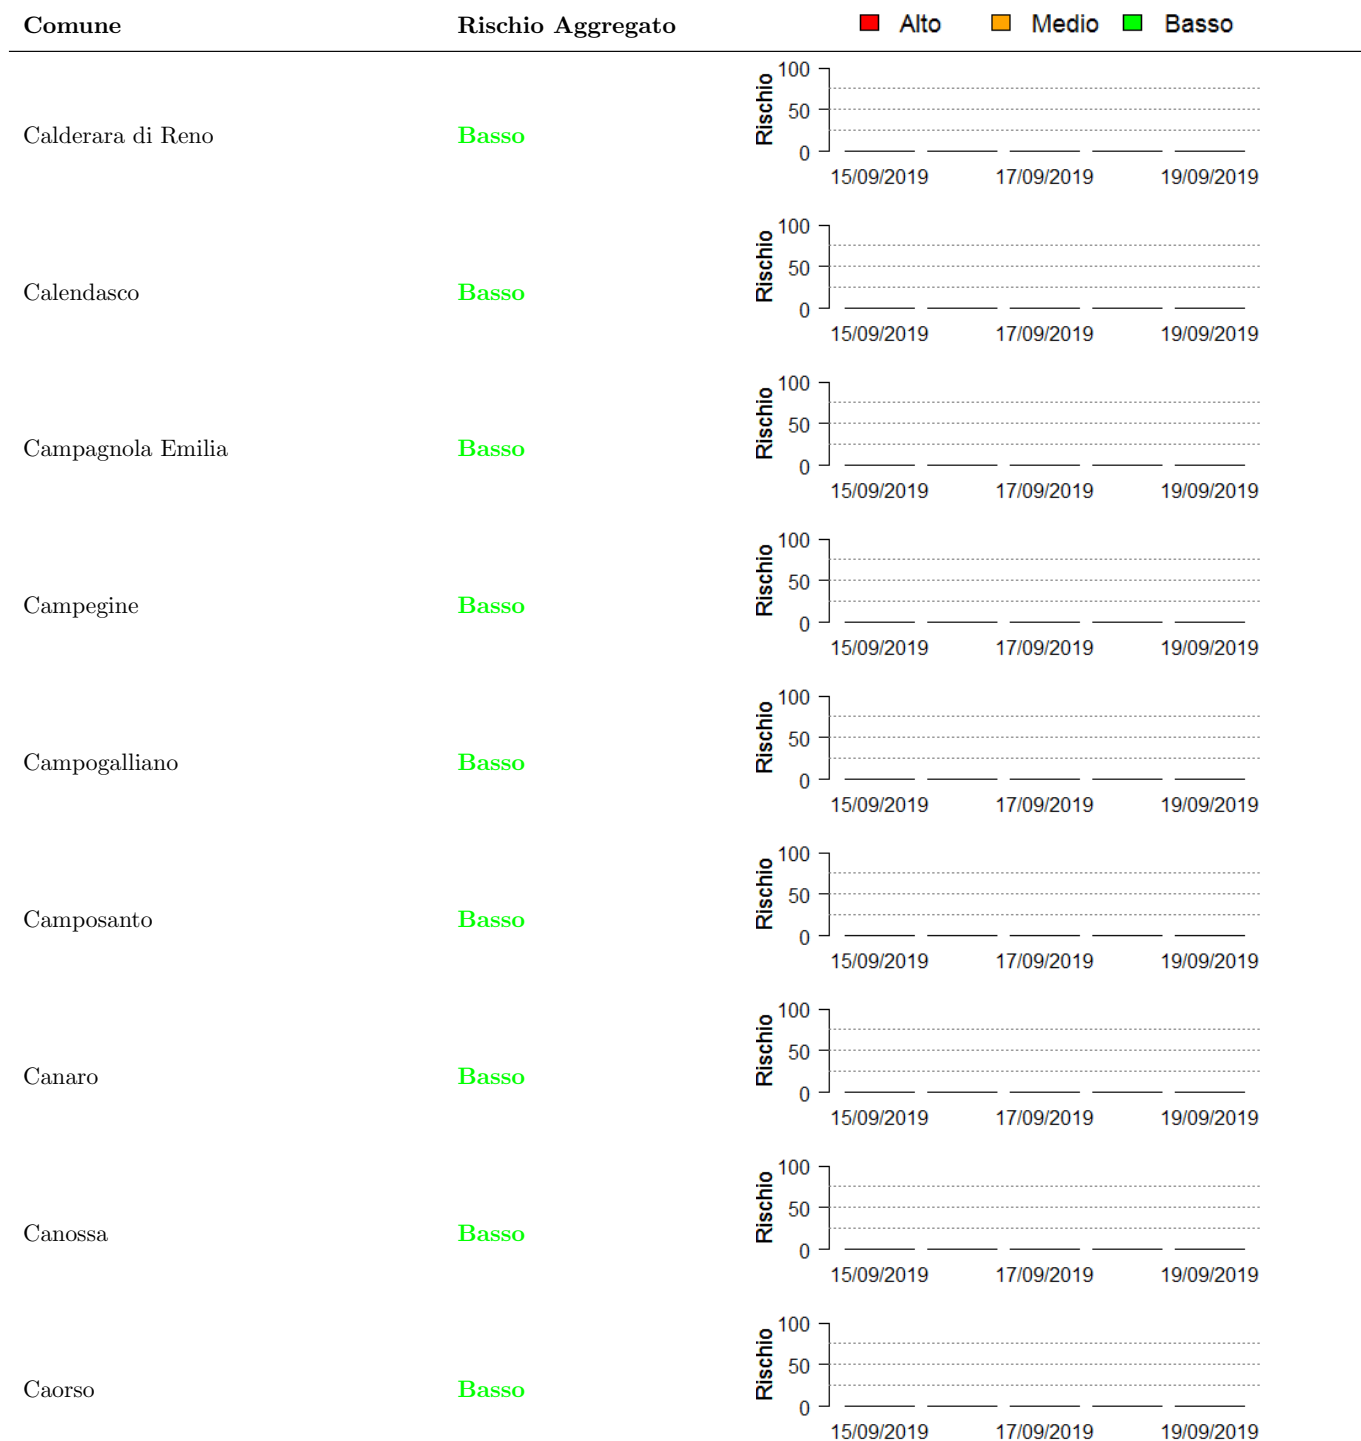 Comune Rischio Aggregato Alto Medio Basso
100
50
0
Rischio
Calderara di Reno Basso
15/09/2019 17/09/2019 19/09/2019
100
50
0
Rischio
Calendasco Basso
15/09/2019 17/09/2019 19/09/2019
100
50
0
Rischio
Campagnola Emilia Basso
15/09/2019 17/09/2019 19/09/2019
100
50
0
Rischio
Campegine Basso
15/09/2019 17/09/2019 19/09/2019
100
50
0
Rischio
Campogalliano Basso
15/09/2019 17/09/2019 19/09/2019
100
50
0
Rischio
Camposanto Basso
15/09/2019 17/09/2019 19/09/2019
100
50
0
Rischio
Canaro Basso
15/09/2019 17/09/2019 19/09/2019
100
50
0
Rischio
Canossa Basso
15/09/2019 17/09/2019 19/09/2019
100
50
0
Rischio
Caorso Basso
15/09/2019 17/09/2019 19/09/2019